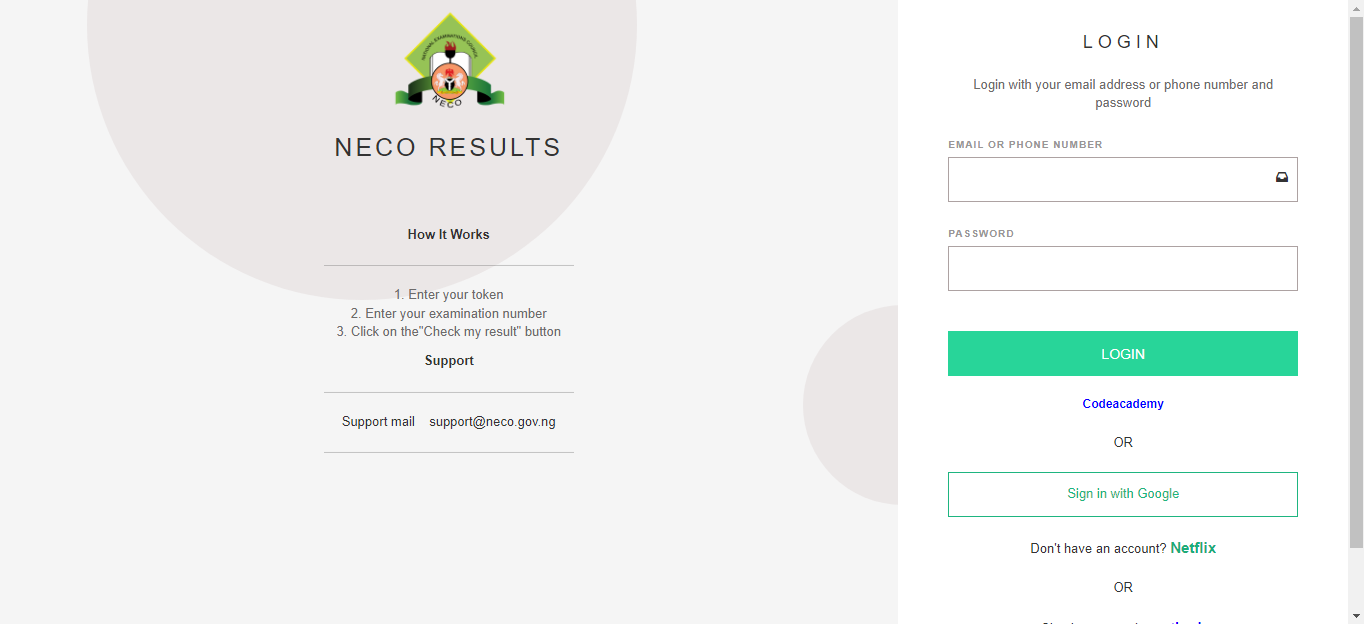 NATIONAL EXAMINATIONS COUNCIL
NECO
NECO RESULTS
How It Works
1. Enter your token
2. Enter your examination number
3. Click on the"Check my result" button
Support
Support mail support@neco.gov.ng
LOGIN
Login with your email address or phone number and
password
EMAIL OR PHONE NUMBER
PASSWORD
LOGIN
Codeacademy
OR
Sign in with Google
Don't have an account? Netflix
OR